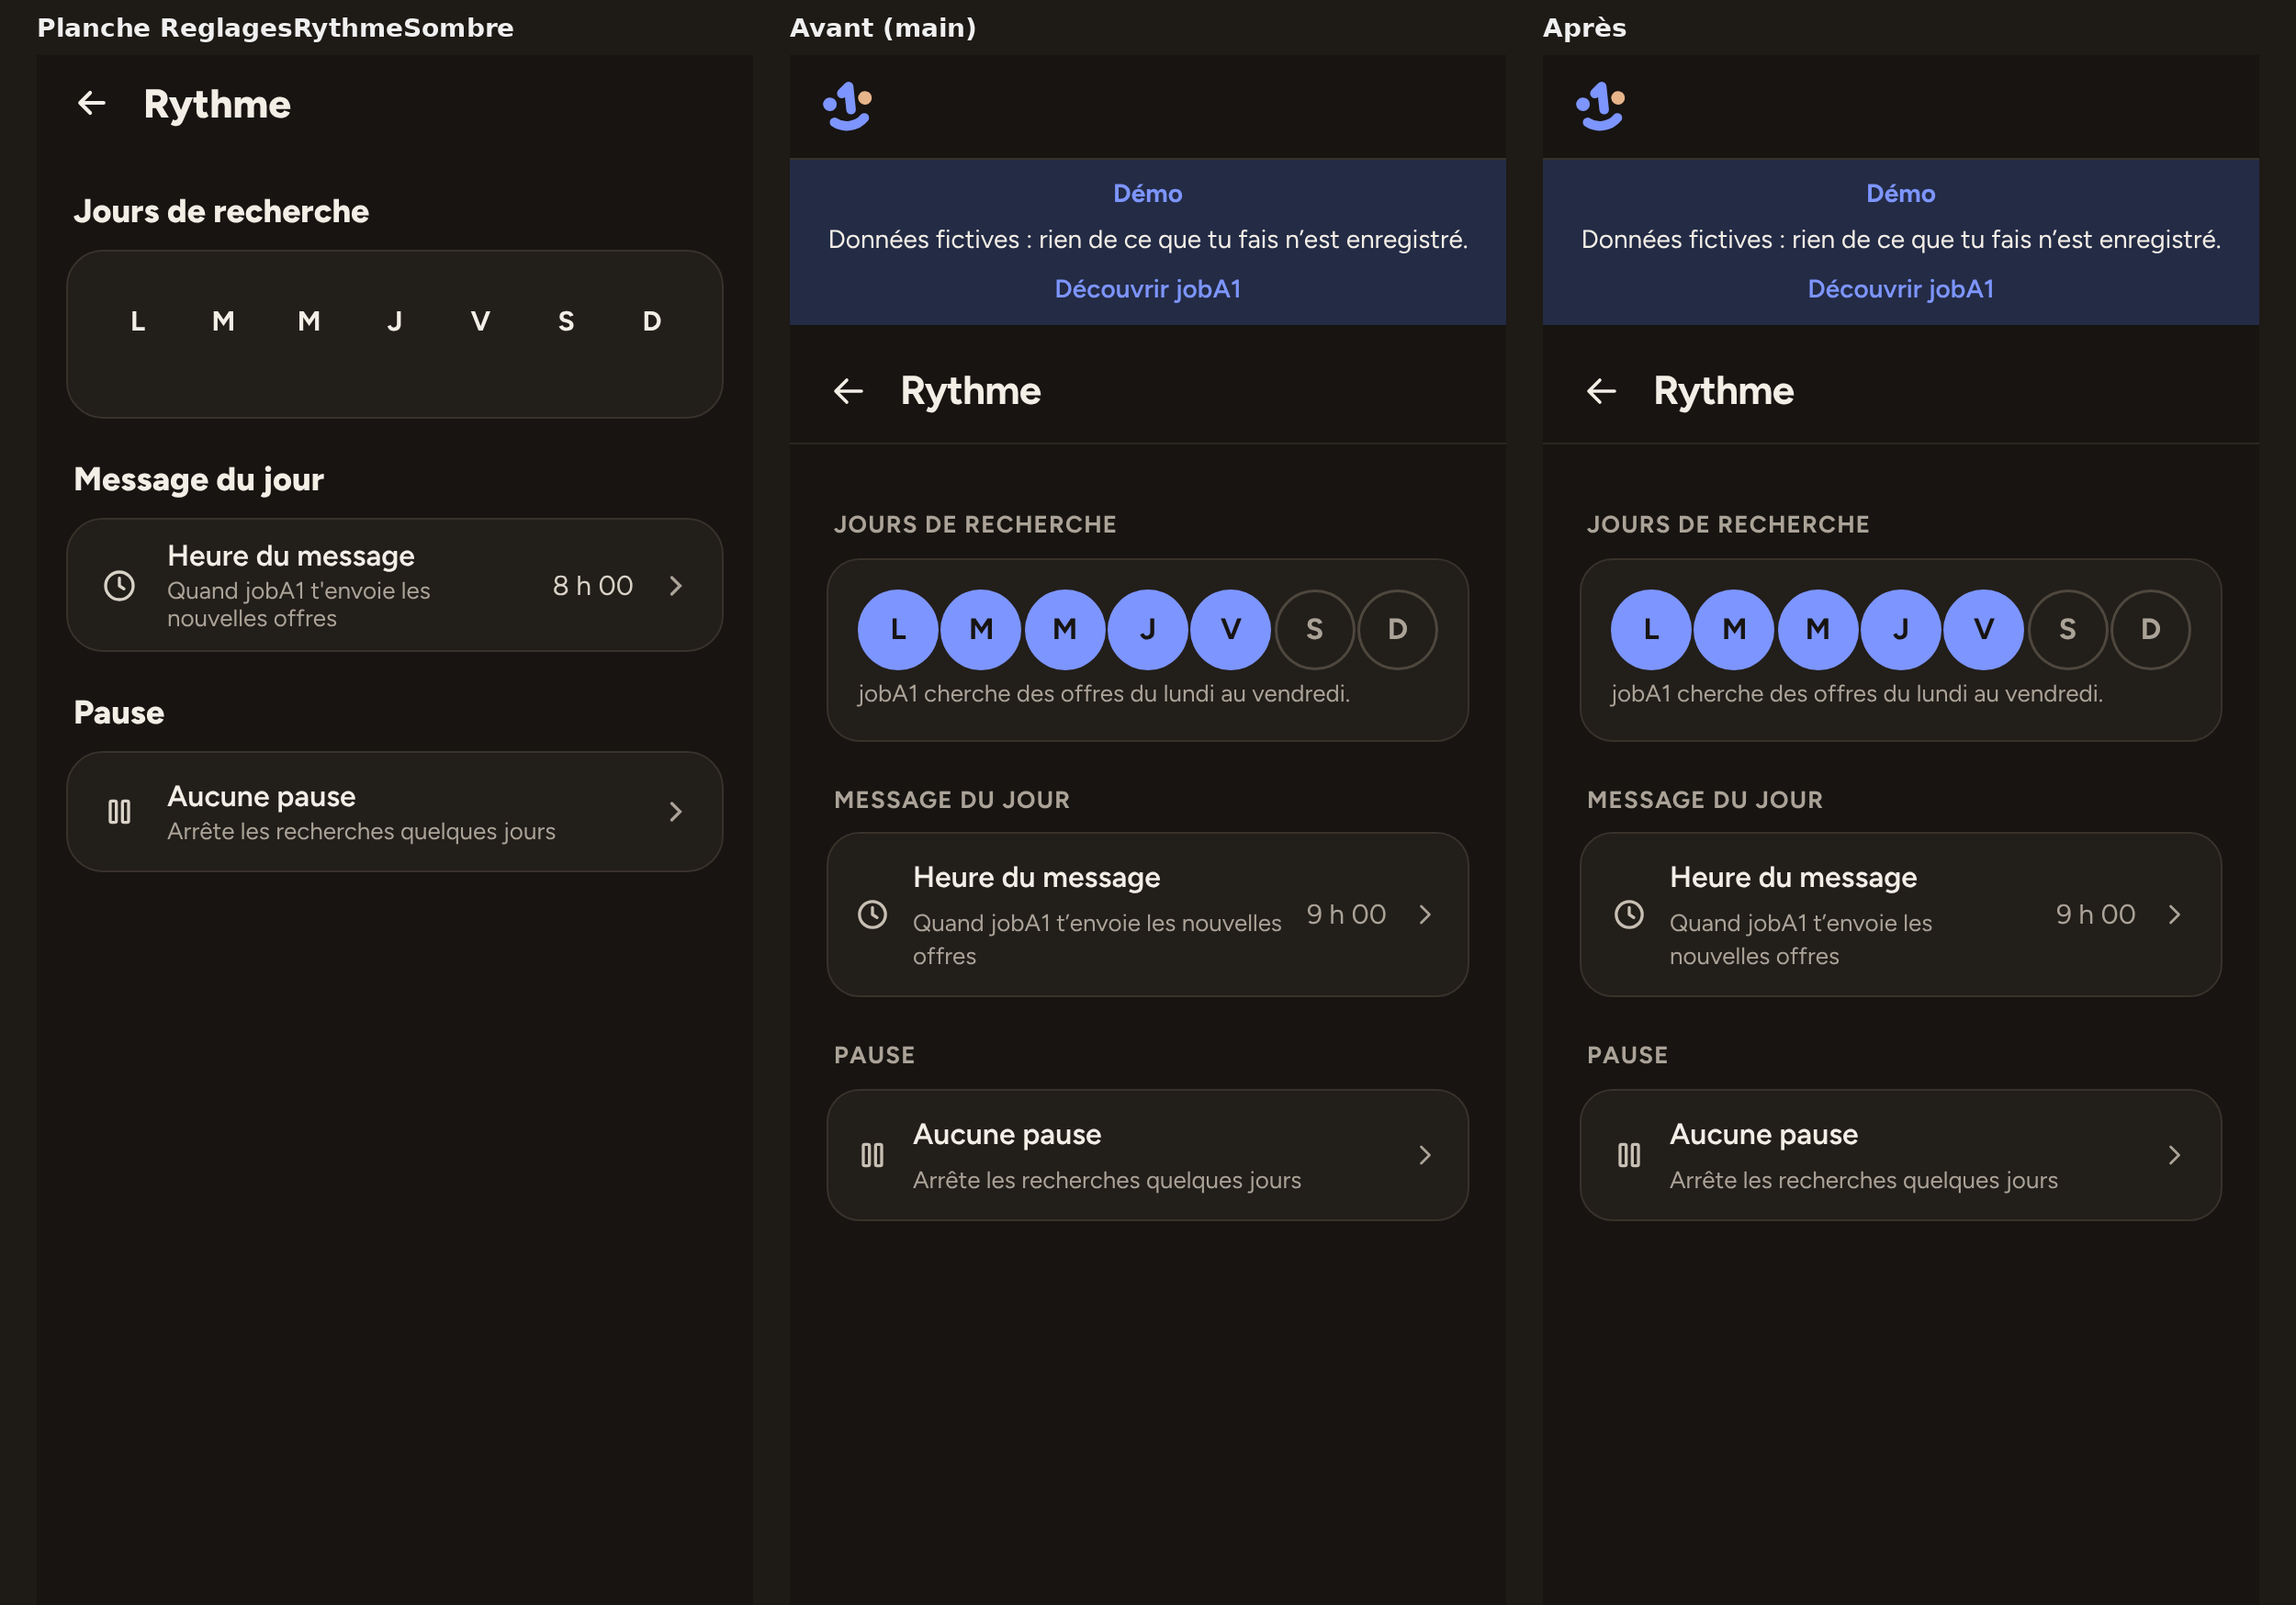 Planche ReglagesRythmeSombre
Rythme
Jours de recherche
L M M J V S D
Message du jour
Heure du message
Quand jobA1 t'envoie les
nouvelles offres
8 h 00
Pause
Aucune pause
Arrête les recherches quelques jours
Avant (main)
Démo
Données fictives : rien de ce que tu fais n’est enregistré.
Découvrir jobA1
Rythme
JOURS DE RECHERCHE
L M M J V S D
jobA1 cherche des offres du lundi au vendredi.
MESSAGE DU JOUR
Heure du message
Quand jobA1 t’envoie les nouvelles
offres
9 h 00
PAUSE
Aucune pause
Arrête les recherches quelques jours
Après
Démo
Données fictives : rien de ce que tu fais n’est enregistré.
Découvrir jobA1
Rythme
JOURS DE RECHERCHE
L M M J V S D
jobA1 cherche des offres du lundi au vendredi.
MESSAGE DU JOUR
Heure du message
Quand jobA1 t’envoie les
nouvelles offres
9 h 00
PAUSE
Aucune pause
Arrête les recherches quelques jours